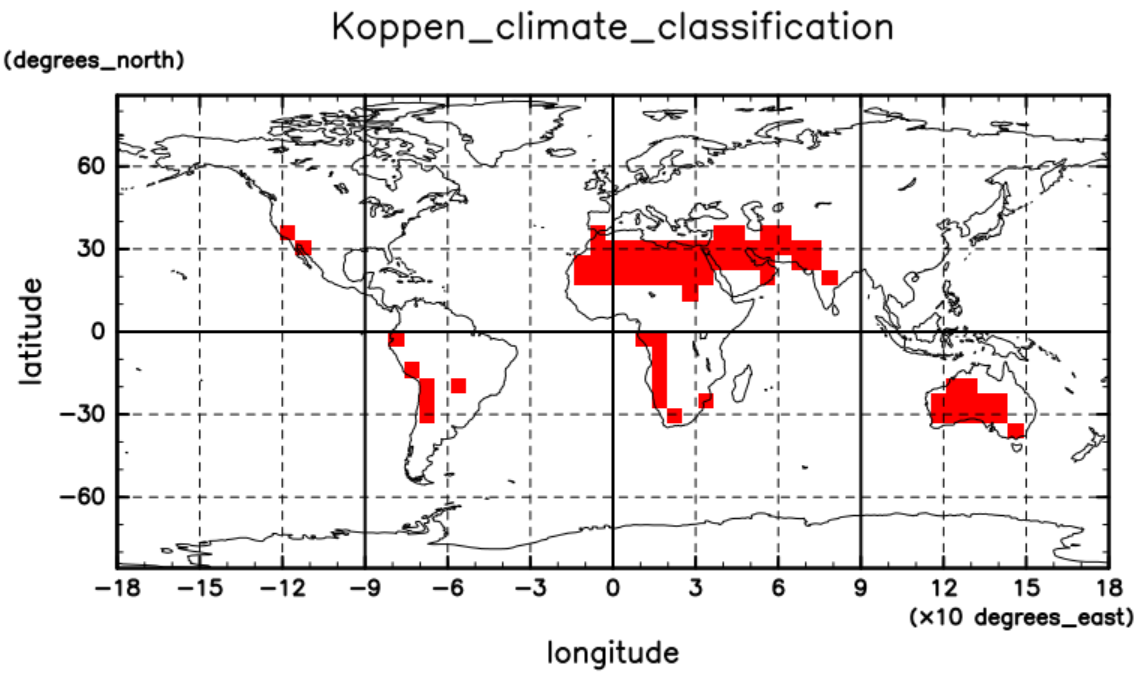 Koppen_climate_classification
(degrees_north)
60
30
0
−30
−60
latitude
−18 −15 −12 −9 −6 −3 0 3 6 9 12 15 18
(×10 degrees_east)
longitude